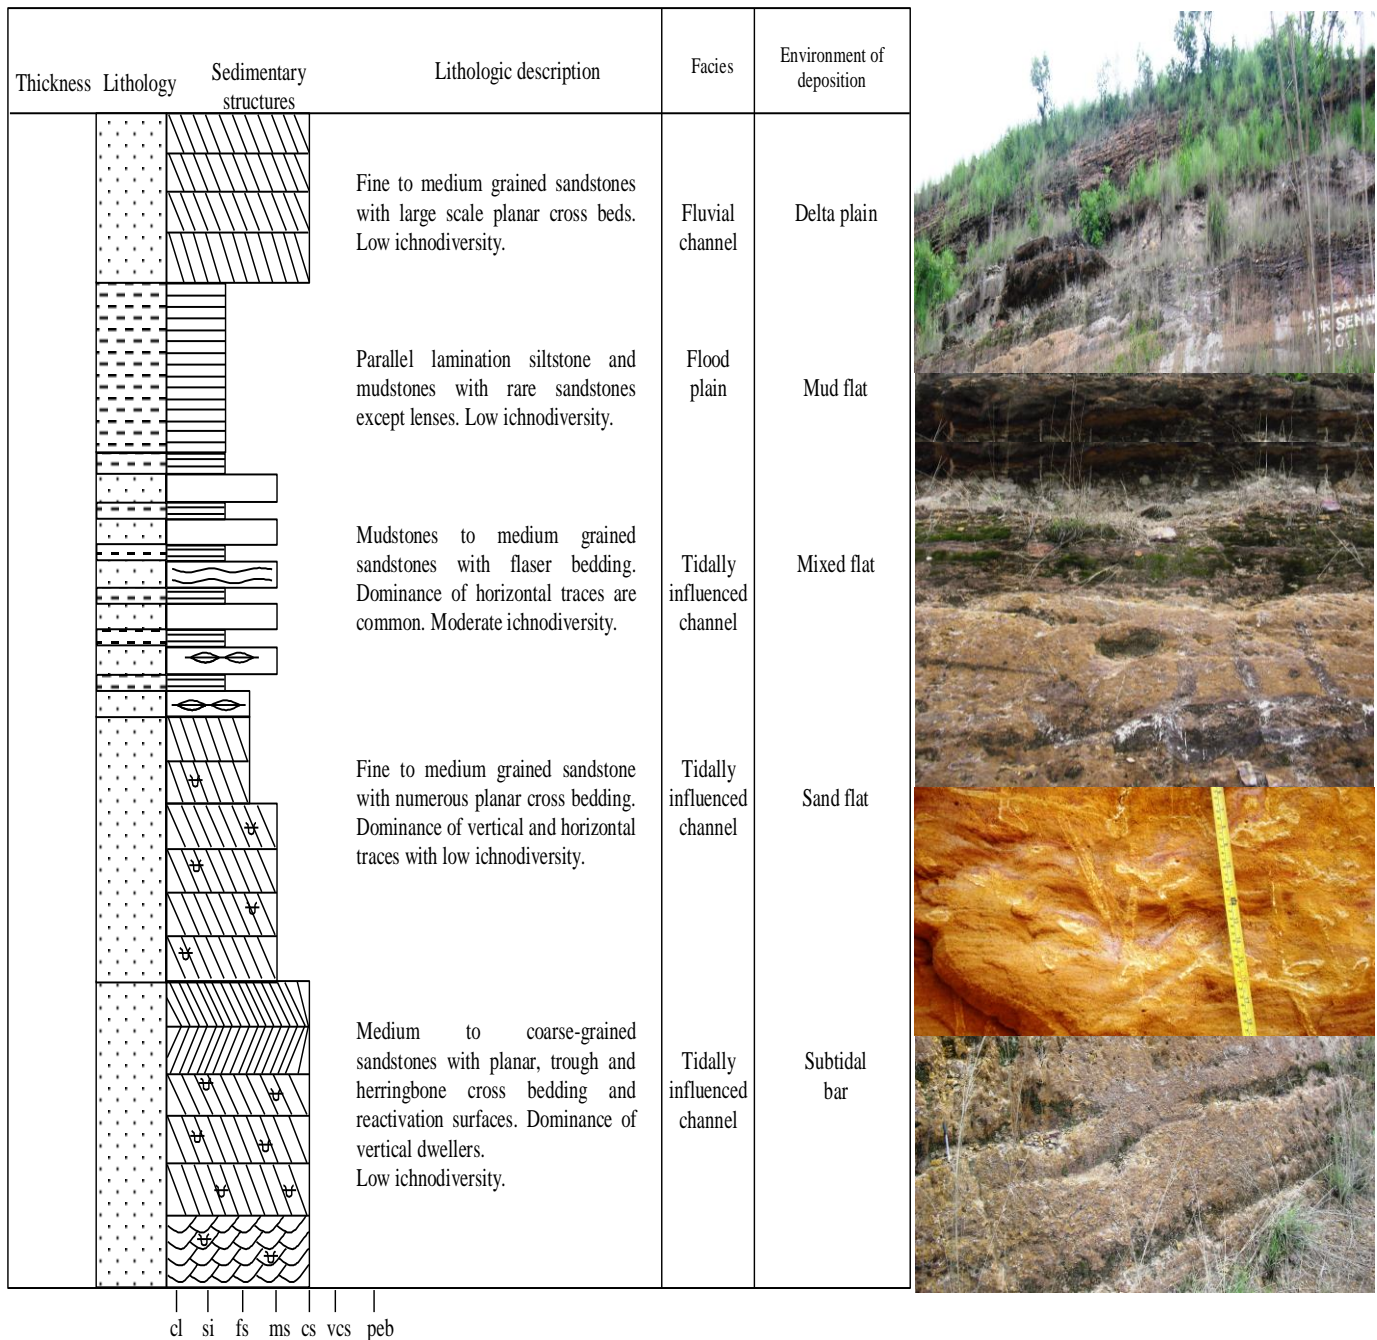 Thickness Lithology Sedimentary structures Lithologic description Facies Environment of deposition
Fine to medium grained sandstones
with large scale planar cross beds.
Low ichnodiversity.
Fluvial
channel
Delta plain
Parallel lamination siltstone and
mudstones with rare sandstones
except lenses. Low ichnodiversity.
Flood
plain
Mud flat
Mudstones to medium grained
sandstones with flaser bedding.
Dominance of horizontal traces are
common. Moderate ichnodiversity.
Tidally
influenced
channel
Mixed flat
Fine to medium grained sandstone
with numerous planar cross bedding.
Dominance of vertical and horizontal
traces with low ichnodiversity.
Tidally
influenced
channel
Sand flat
Medium to coarse-grained
sandstones with planar, trough and
herringbone cross bedding and
reactivation surfaces. Dominance of
vertical dwellers.
Low ichnodiversity.
Tidally
influenced
channel
Subtidal
bar
cl si fs ms cs vcs peb